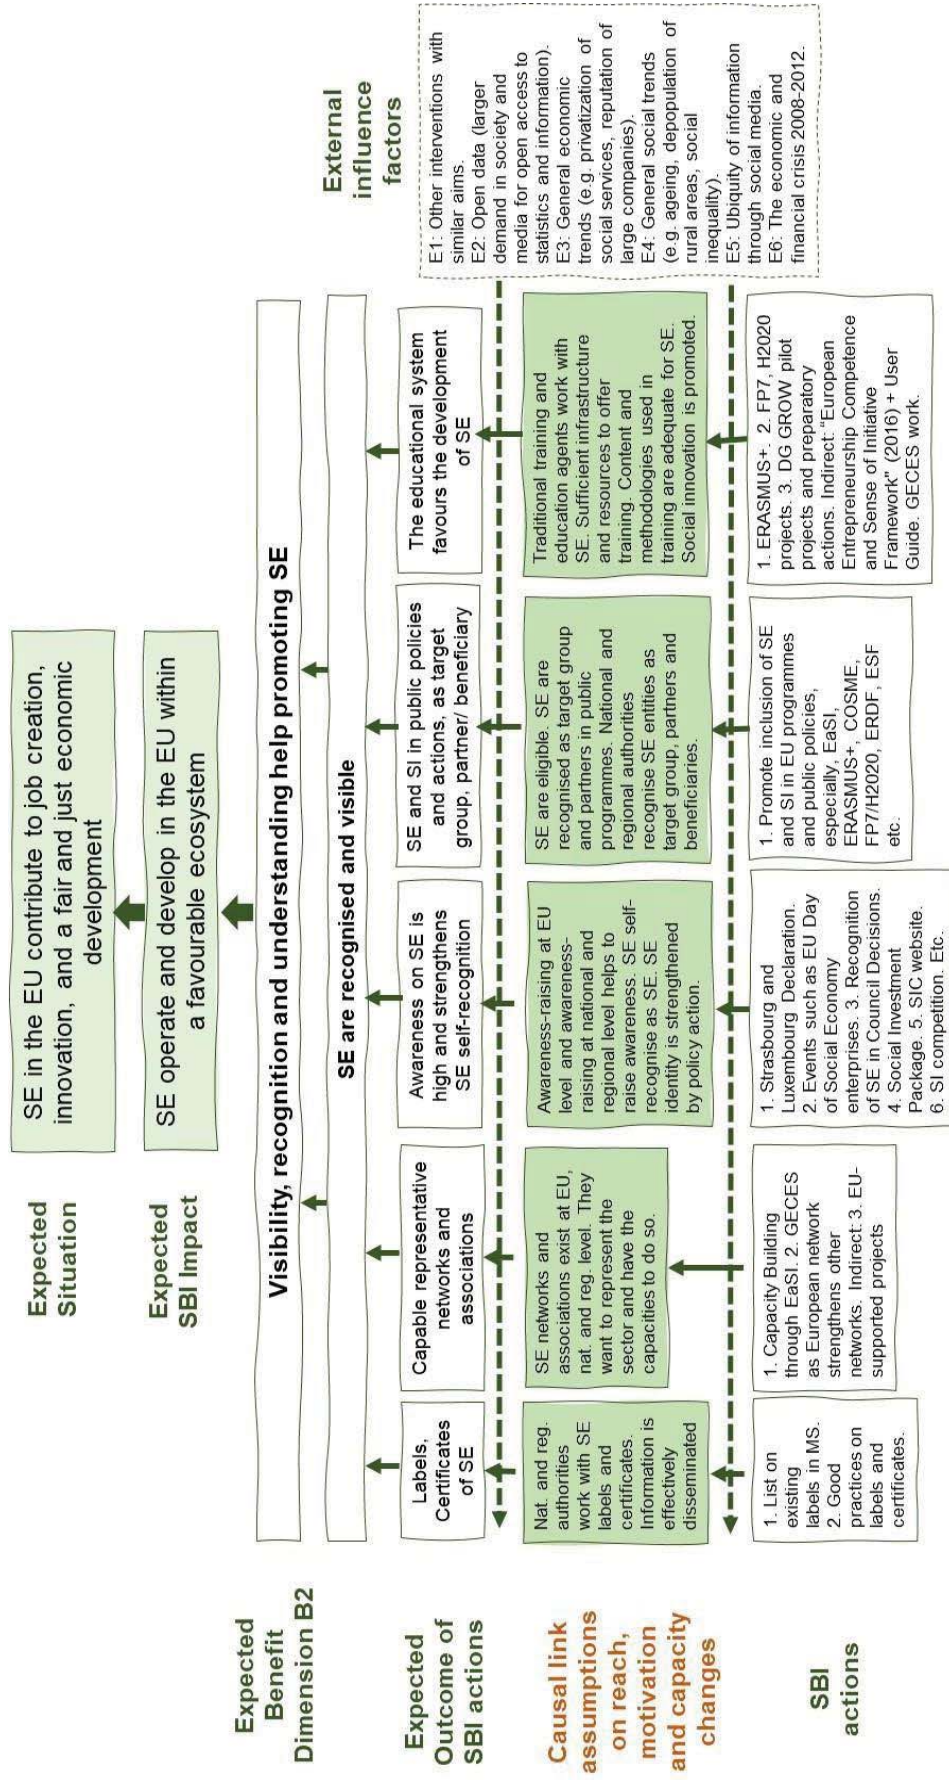 Expected
Situation
SE in the EU contribute to job creation,
innovation, and a fair and just economic
development
Expected
SBI Impact
SE operate and develop in the EU within
a favourable ecosystem
Expected
Benefit
Dimension B2
Visibility, recognition and understanding help promoting SE
SE are recognised and visible
Expected
Outcome of
SBI actions
Labels,
Certificates
of SE
Capable representative
networks and
associations
Awareness on SE is
high and strengthens
SE self-recognition
SE and SI in public policies
and actions, as target
group, partner/ beneficiary
The educational system
favours the development
of SE
Causal link
assumptions
on reach,
motivation
and capacity
changes
Nat. and reg.
authorities
work with SE
labels and
certificates.
Information is
effectively
disseminated
SE networks and
associations exist at EU,
nat. and reg. level. They
want to represent the
sector and have the
capacities to do so.
Awareness-raising at EU
level and awareness-
raising at national and
regional level helps to
raise awareness. SE self-
recognise as SE. SE
identity is strengthened
by policy action.
SE are eligible. SE are
recognised as target group
and partners in public
programmes. National and
regional authorities
recognise SE entities as
target group, partners and
beneficiaries.
Traditional training and
education agents work with
SE. Sufficient infrastructure
and resources to offer
training. Content and
methodologies used in
training are adequate for SE.
Social innovation is promoted.
SBI
actions
1. List on
existing
labels in MS.
2. Good
practices on
labels and
certificates.
1. Capacity Building
through EaSI. 2. GECES
as European network
strengthens other
networks. Indirect: 3. EU-
supported projects
1. Strasbourg and
Luxembourg Declaration.
2. Events such as EU Day
of Social Economy
enterprises. 3. Recognition
of SE in Council Decisions.
4. Social Investment
Package. 5. SIC website.
6. SI competition. Etc.
1. Promote inclusion of SE
and SI in EU programmes
and public policies,
especially, EaSI,
ERASMUS+, COSME,
FP7/H2020, ERDF, ESF
etc.
1. ERASMUS+. 2. FP7, H2020
projects. 3. DG GROW pilot
projects and preparatory
actions. Indirect: "European
Entrepreneurship Competence
and Sense of Initiative
Framework" (2016) + User
Guide. GECES work.
External
influence
factors
E1: Other interventions with
similar aims.
E2: Open data (larger
demand in society and
media for open access to
statistics and information).
E3: General economic
trends (e.g. privatization of
social services, reputation of
large companies).
E4: General social trends
(e.g. ageing, depopulation of
rural areas, social
inequality).
E5: Ubiquity of information
through social media.
E6: The economic and
financial crisis 2008-2012.